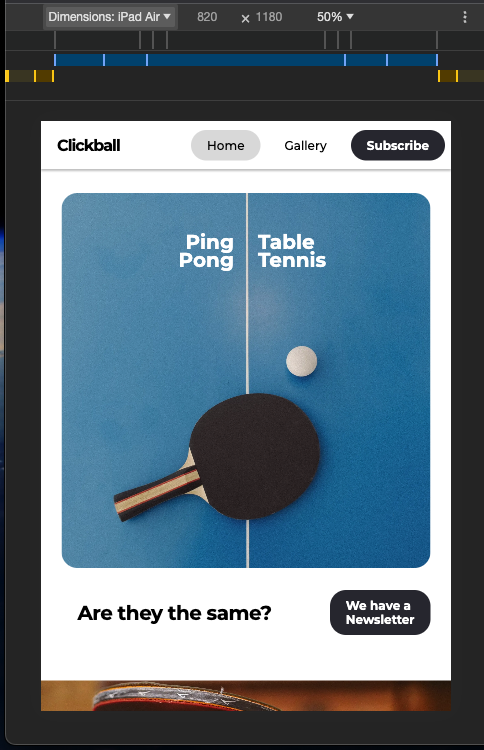 Dimensions: iPad Air ▼ 820 × 1180 50% ▼
Clickball
Home
Gallery
Subscribe
Ping
Pong
Table
Tennis
Are they the same?
We have a
Newsletter